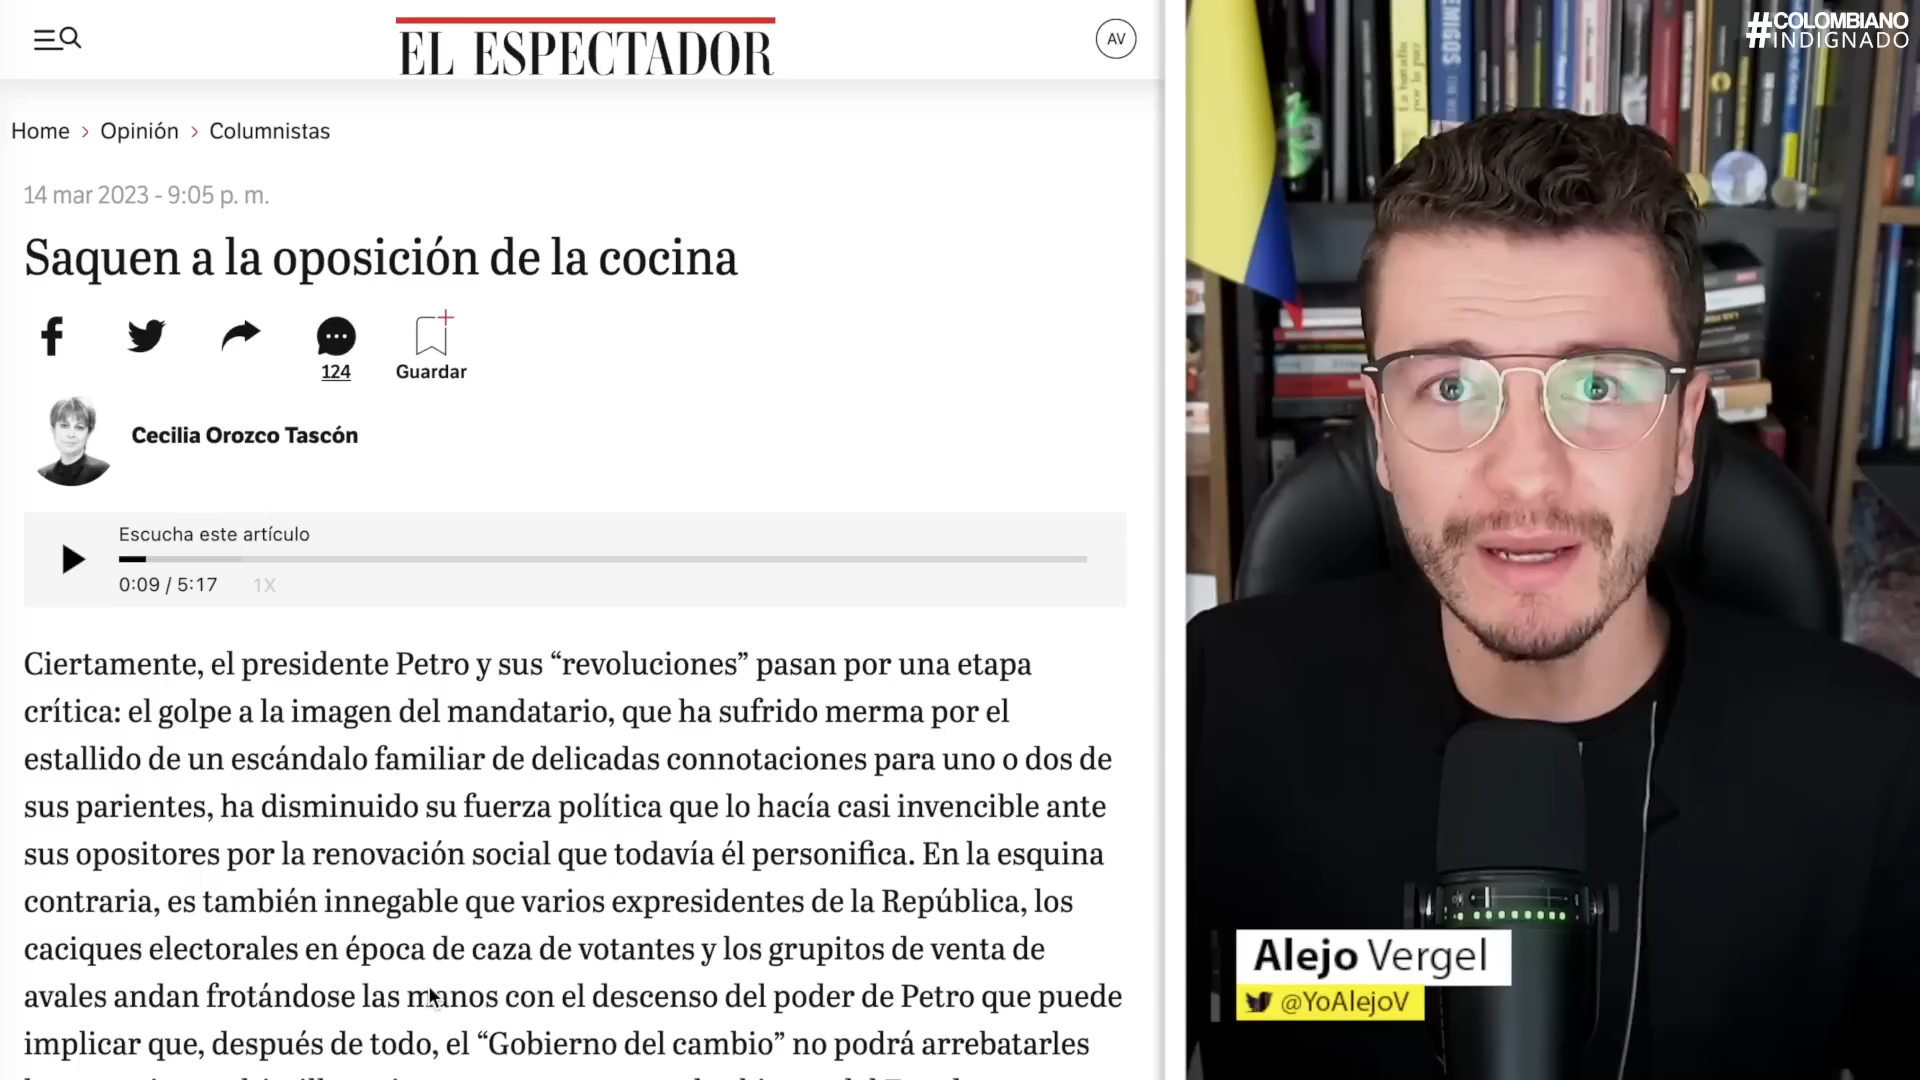 EL ESPECTADOR
AV
Home > Opinión > Columnistas
14 mar 2023 - 9:05 p. m.
Saquen a la oposición de la cocina
124
Guardar
Cecilia Orozco Tascón
Escucha este artículo
0:09 / 5:17 1X
Ciertamente, el presidente Petro y sus “revoluciones” pasan por una etapa
crítica: el golpe a la imagen del mandatario, que ha sufrido merma por el
estallido de un escándalo familiar de delicadas connotaciones para uno o dos de
sus parientes, ha disminuido su fuerza política que lo hacía casi invencible ante
sus opositores por la renovación social que todavía él personifica. En la esquina
contraria, es también innegable que varios expresidentes de la República, los
caciques electorales en época de caza de votantes y los grupitos de venta de
avales andan frotándose las manos con el descenso del poder de Petro que puede
implicar que, después de todo, el “Gobierno del cambio” no podrá arrebatarles
#COLOMBIANO
INDIGNADO
Alejo Vergel
@YoAlejoV